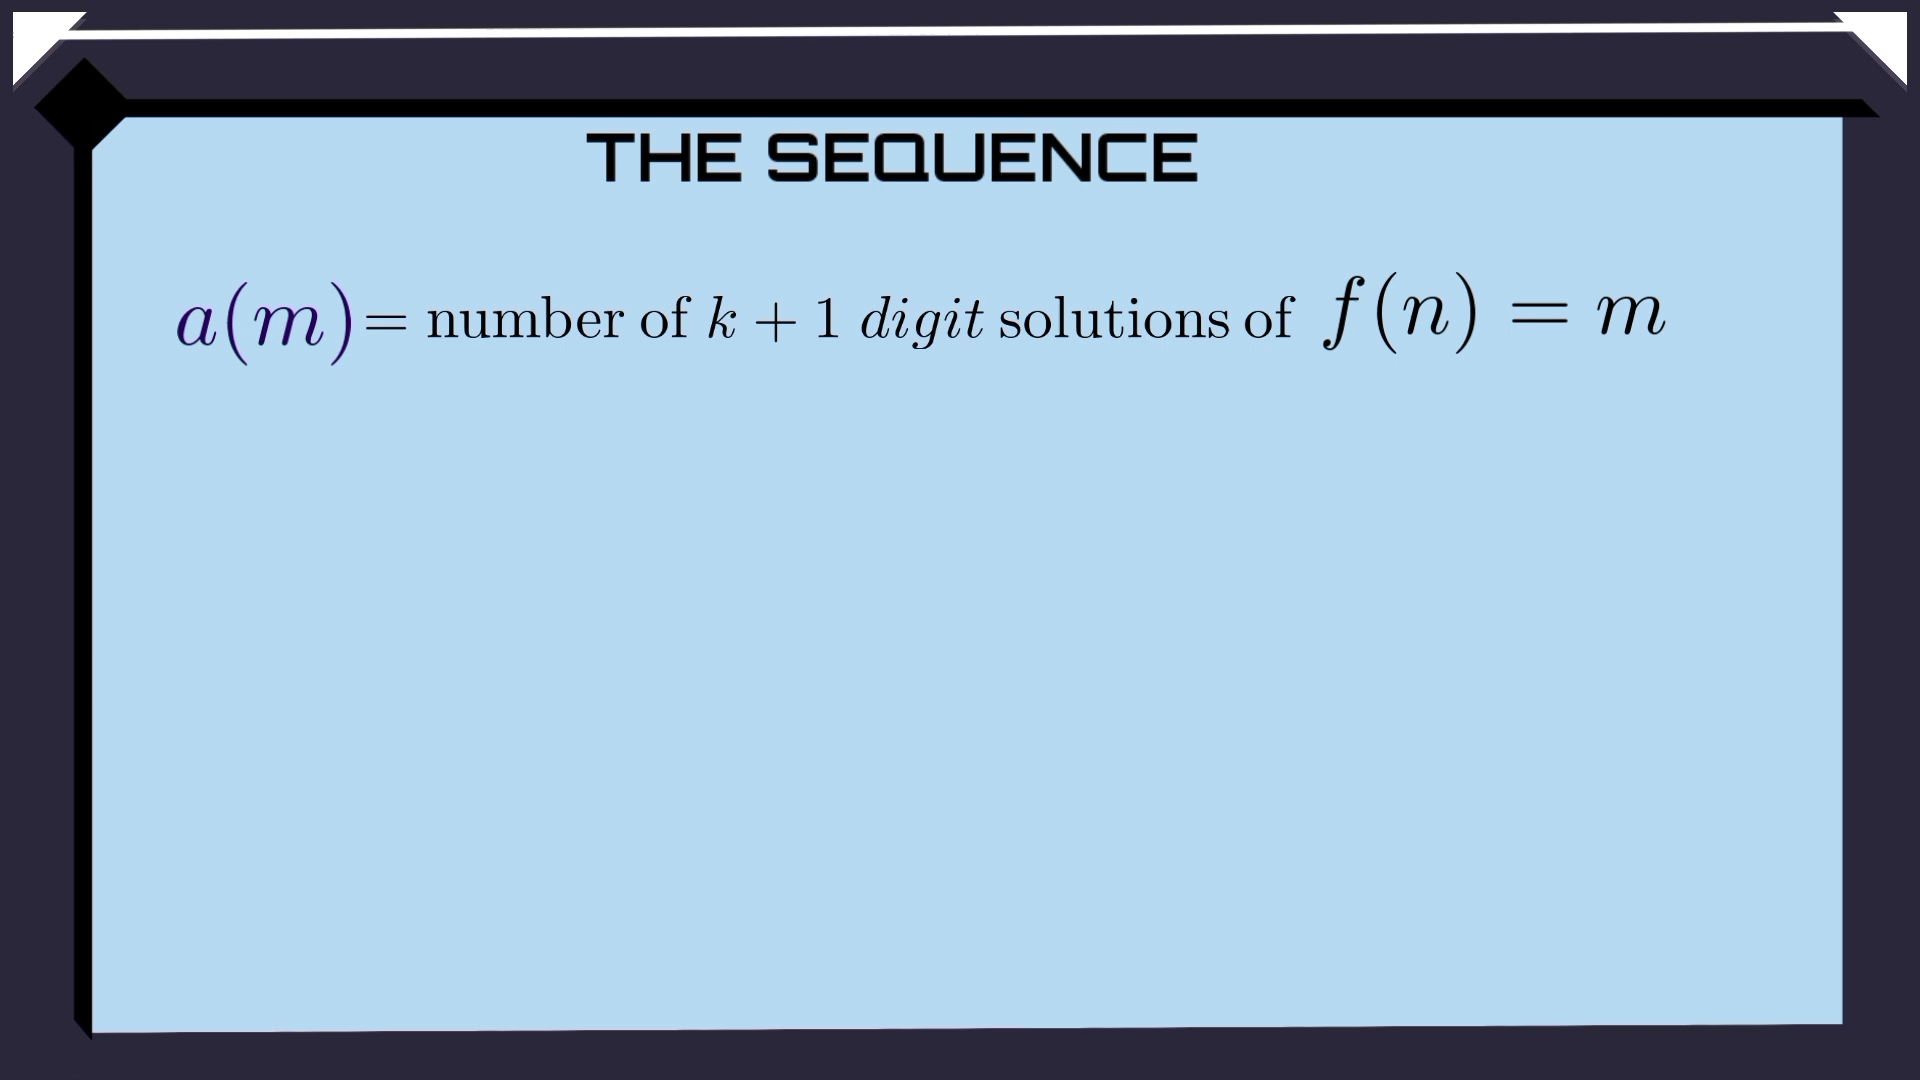 THE SEQUENCE
a(m) = number of k + 1 digit solutions of f(n) = m